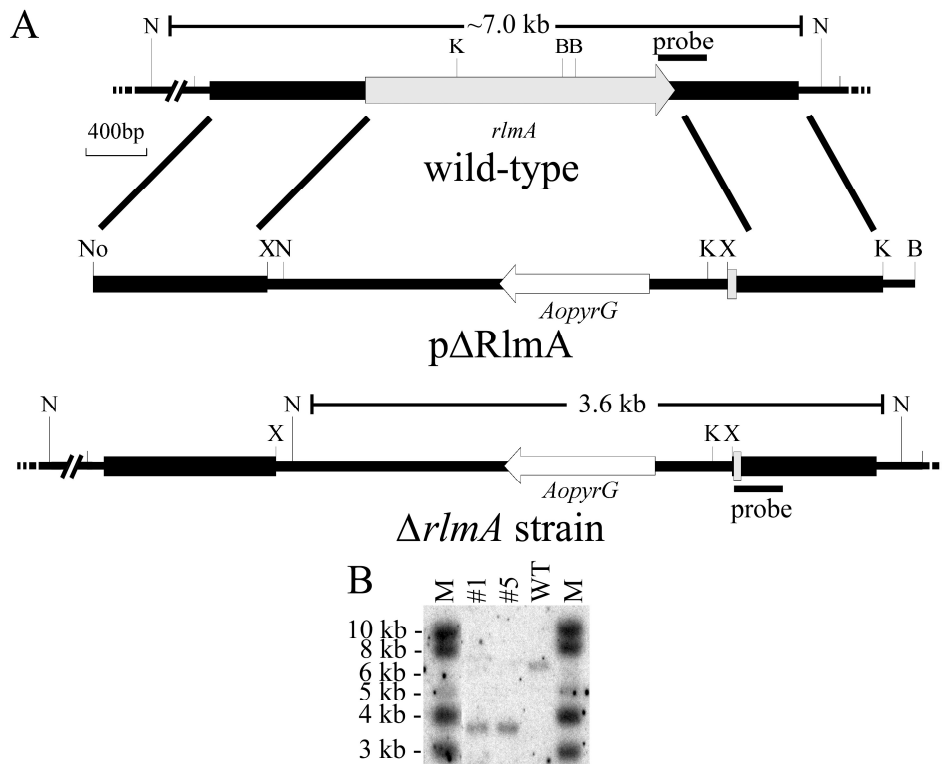 A
N ~7.0 kb N
K BB probe
400bp
rlmA
wild-type
No XN K X K B
AopyrG
pΔRlmA
N N 3.6 kb N
X K X
AopyrG
probe
ΔrlmA strain
B
M #1 #5 WT M
10 kb -
8 kb -
6 kb -
5 kb -
4 kb -
3 kb -